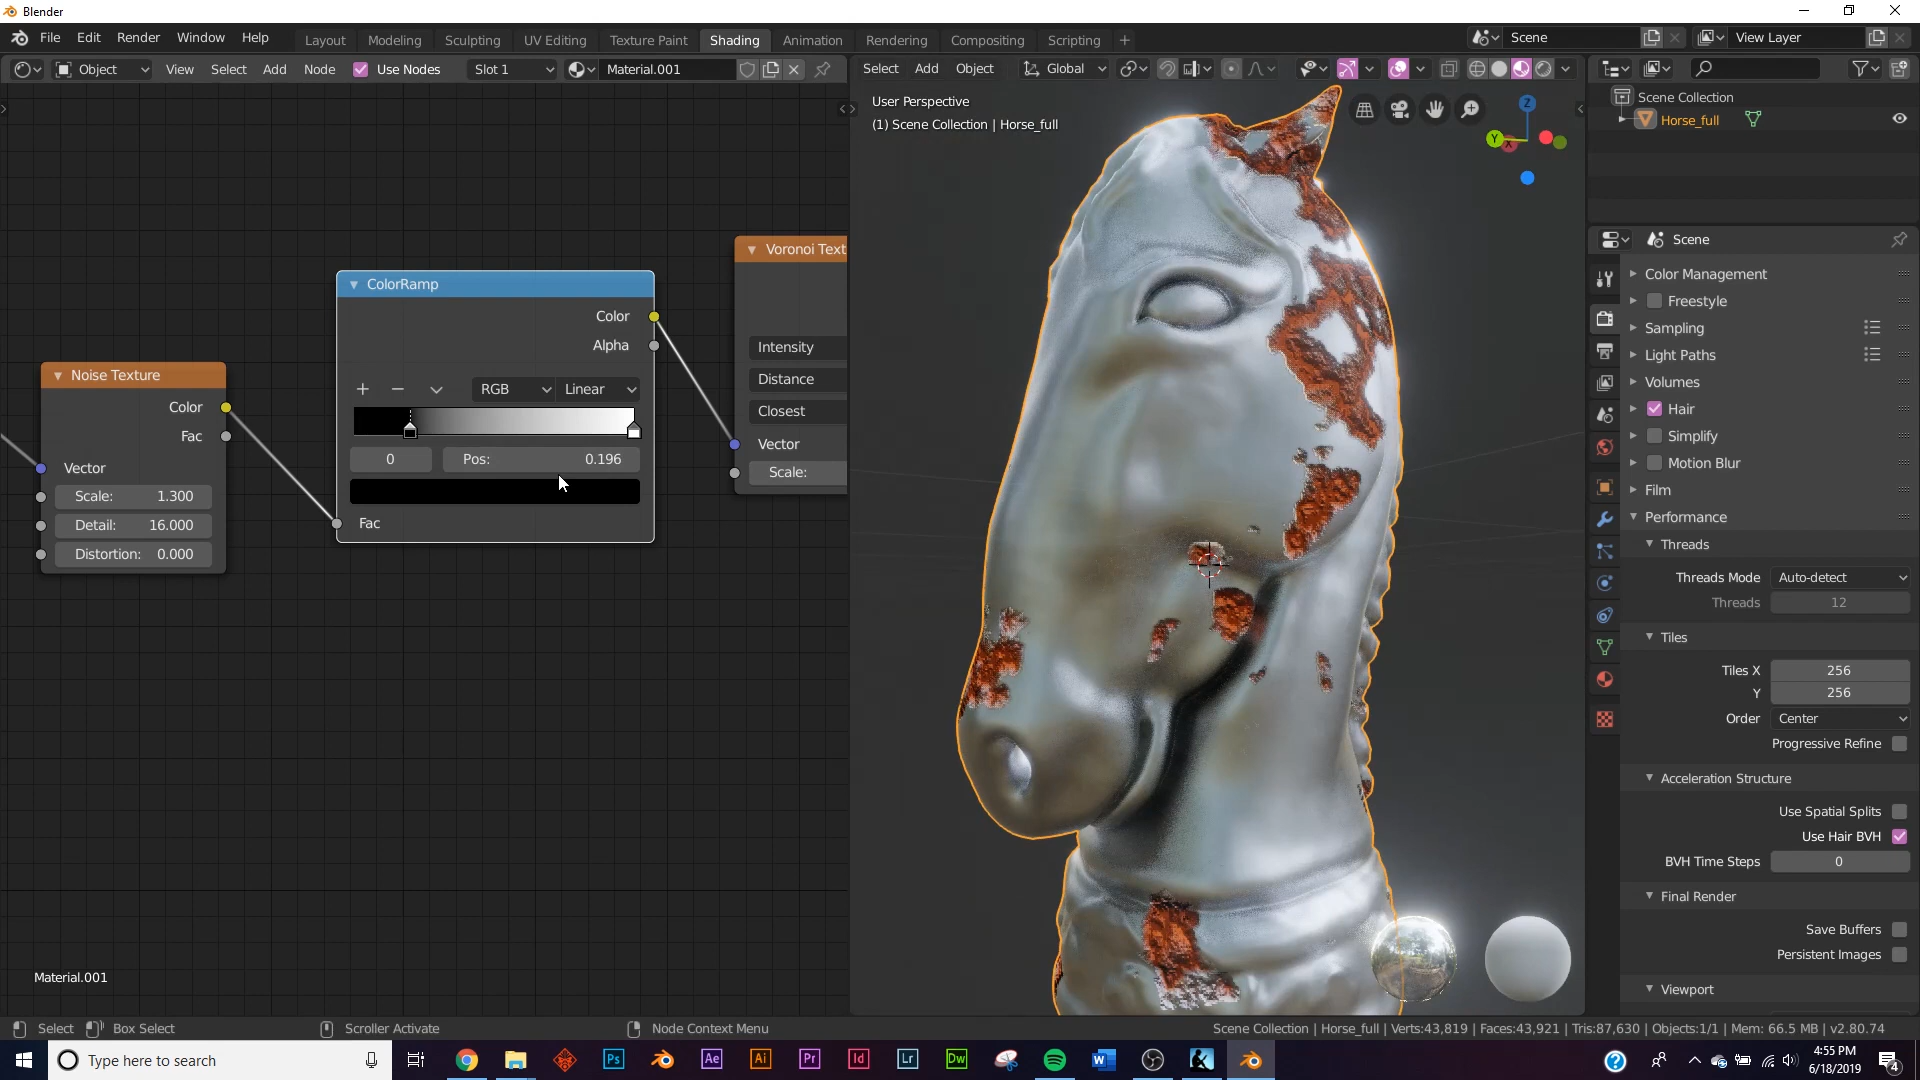 Blender
File Edit Render Window Help
Layout Modeling Sculpting UV Editing Texture Paint Shading Animation Rendering Compositing Scripting +
Scene
View Layer
Object View Select Add Node Use Nodes Slot 1 Material.001
Select Add Object Global
User Perspective
(1) Scene Collection | Horse_full
Z
Y
X
Scene Collection
Horse_full
Scene
Color Management
Freestyle
Sampling
Light Paths
Volumes
Hair
Simplify
Motion Blur
Film
Performance
Threads
Threads Mode Auto-detect
Threads 12
Tiles
Tiles X 256
Y 256
Order Center
Progressive Refine
Acceleration Structure
Use Spatial Splits
Use Hair BVH
BVH Time Steps 0
Final Render
Save Buffers
Persistent Images
Viewport
Noise Texture
Color
Fac
Vector
Scale: 1.300
Detail: 16.000
Distortion: 0.000
ColorRamp
Color
Alpha
RGB Linear
0 Pos: 0.196
Fac
Voronoi Text
Intensity
Distance
Closest
Vector
Scale:
Material.001
Select Box Select Scroller Activate Node Context Menu
Scene Collection | Horse_full | Verts:43,819 | Faces:43,921 | Tris:87,630 | Objects:1/1 | Mem: 66.5 MB | v2.80.74
Type here to search
Ps
Ae
Ai
Pr
Id
Lr
Dw
W
4:55 PM
6/18/2019
4